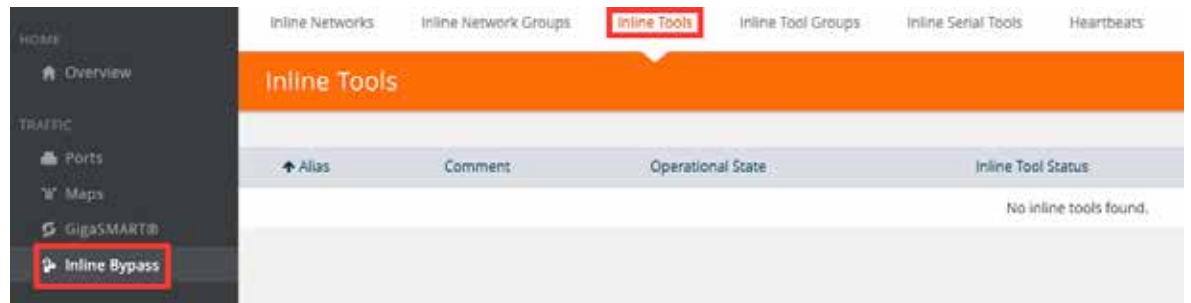 Inline Networks Inline Network Groups Inline Tools Inline Tool Groups Inline Serial Tools Heartbeats
HOME
Overview
Inline Tools
TRAFFIC
Ports
Alias Comment Operational State Inline Tool Status
Maps
No inline tools found.
GigaSMART®
Inline Bypass